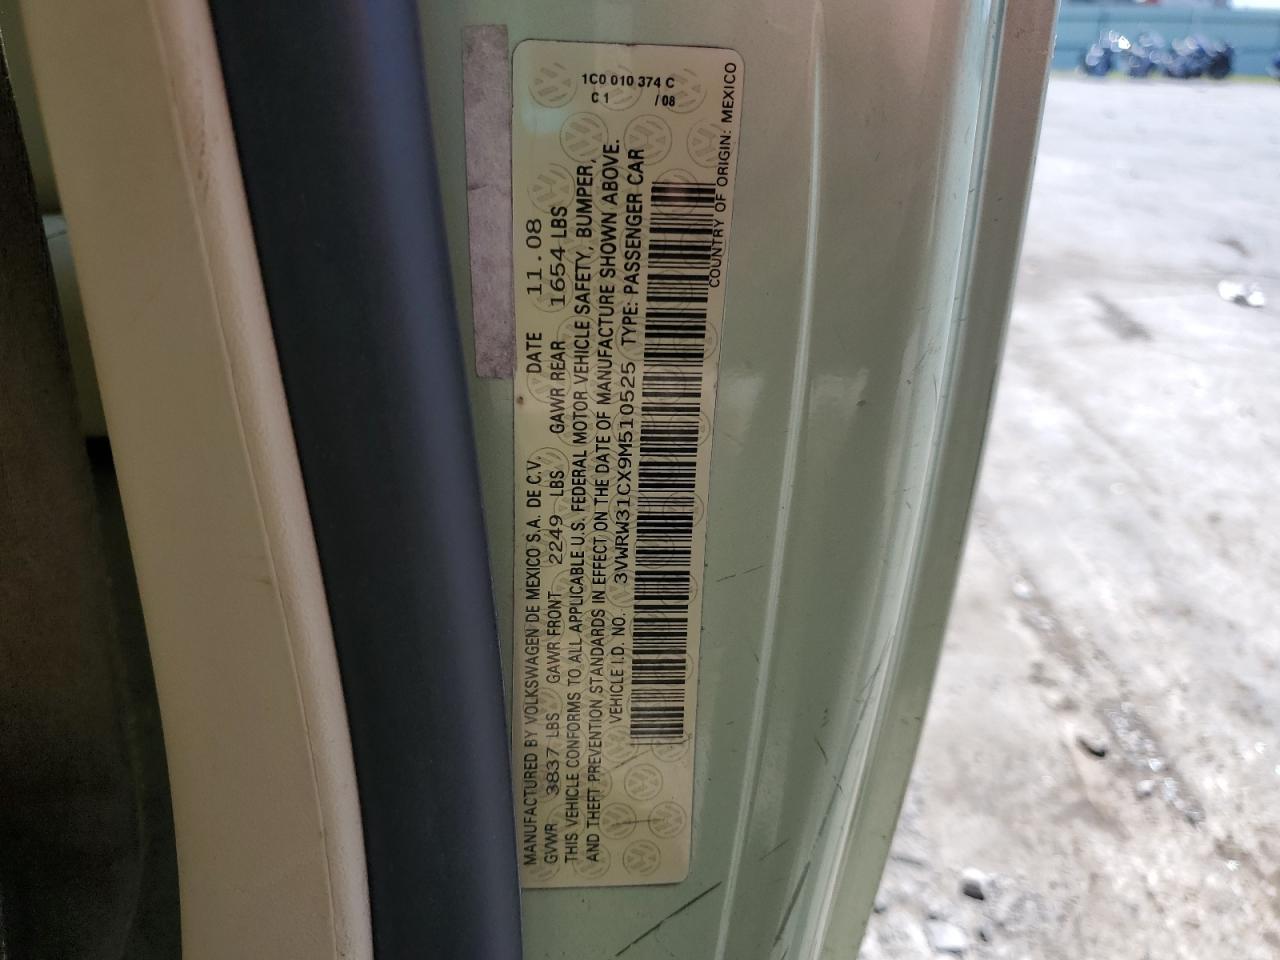 1C0 010 374 C
C 1 / 08
MANUFACTURED BY VOLKSWAGEN DE MEXICO S.A. DE C.V. DATE 11.08
GVWR 3837 LBS GAWR FRONT 2249 LBS GAWR REAR 1654 LBS
THIS VEHICLE CONFORMS TO ALL APPLICABLE U.S. FEDERAL MOTOR VEHICLE SAFETY, BUMPER,
AND THEFT PREVENTION STANDARDS IN EFFECT ON THE DATE OF MANUFACTURE SHOWN ABOVE.
VEHICLE I.D. NO. 3VWRW31CX9M510525 TYPE: PASSENGER CAR
COUNTRY OF ORIGIN: MEXICO